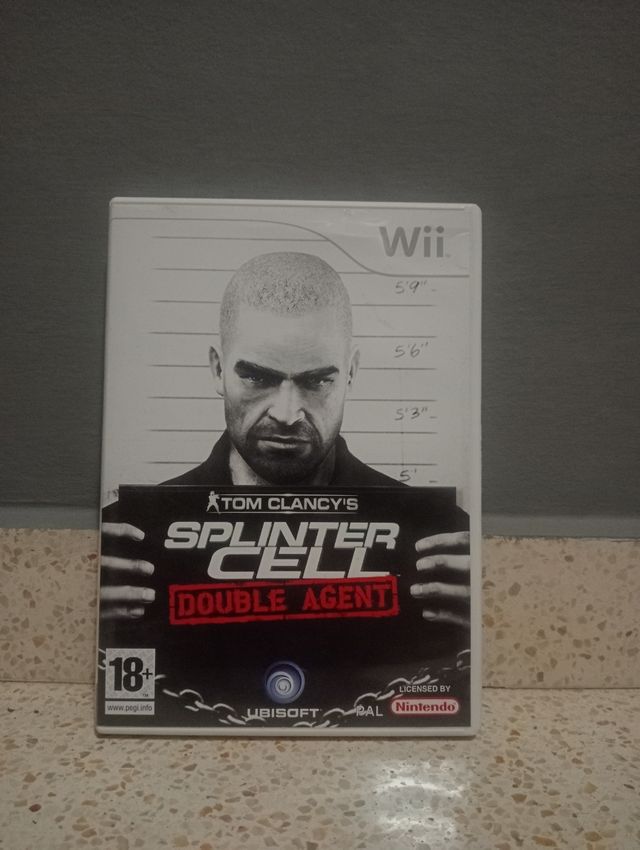 Wii
5'9"-
5'6"
5'3"-
5'-
TOM CLANCY'S
SPLINTER
CELL
DOUBLE AGENT
18+
www.pegi.info
UBISOFT
PAL
LICENSED BY
Nintendo